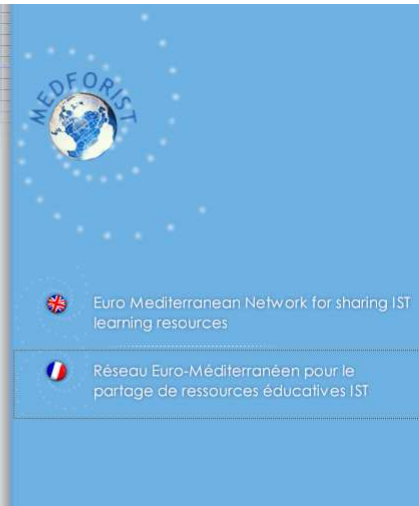 MEDFORIST
Euro Mediterranean Network for sharing IST
learning resources
Réseau Euro-Méditerranéen pour le
partage de ressources éducatives IST